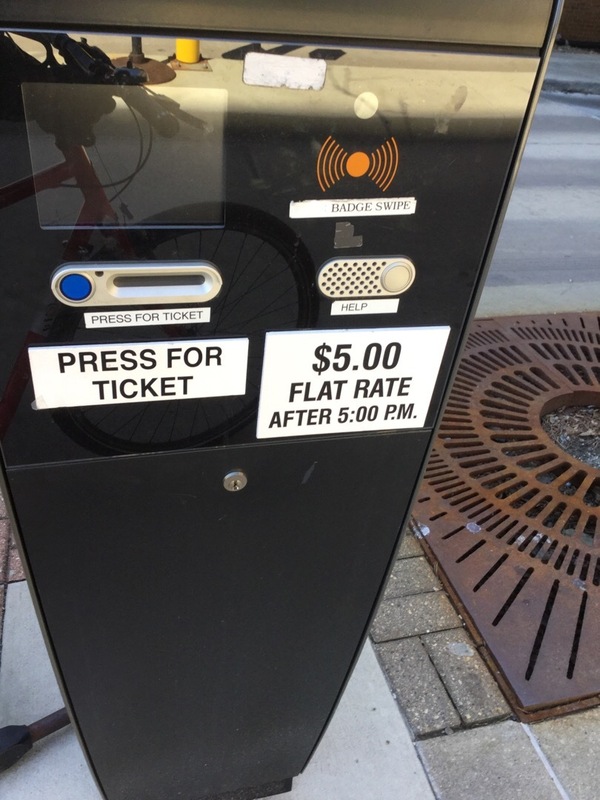 BADGE SWIPE
PRESS FOR TICKET
HELP
PRESS FOR
TICKET
$5.00
FLAT RATE
AFTER 5:00 P.M.